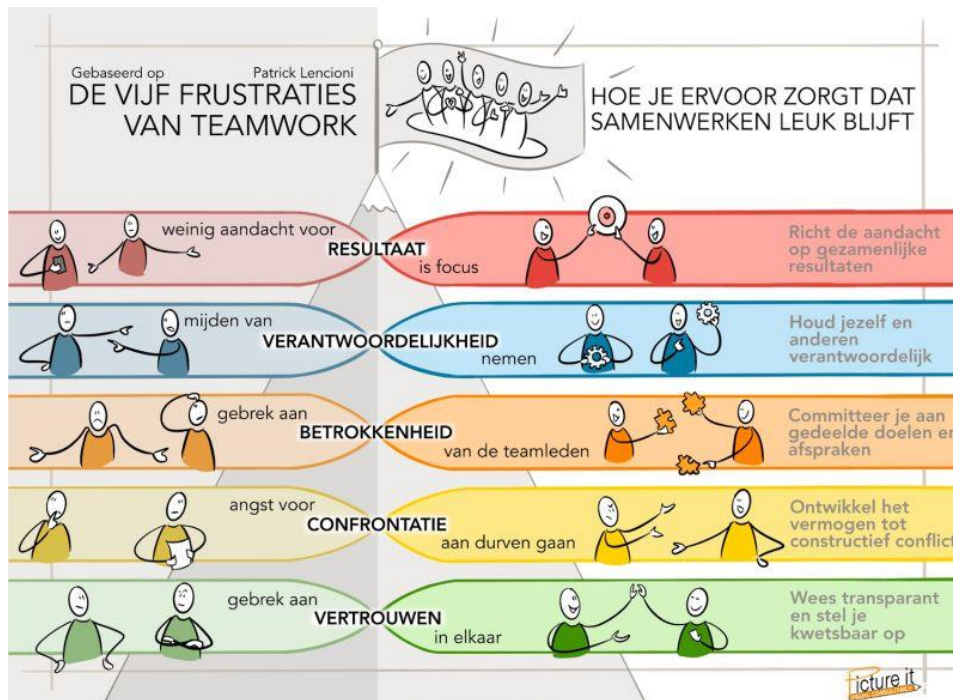 Gebaseerd op Patrick Lencioni
DE VIJF FRUSTRATIES
VAN TEAMWORK
HOE JE ERVOOR ZORGT DAT
SAMENWERKEN LEUK BLIJFT
weinig aandacht voor
RESULTAAT
is focus
Richt de aandacht
op gezamenlijke
resultaten
mijden van
VERANTWOORDELIJKHEID
nemen
Houd jezelf en
anderen
verantwoordelijk
gebrek aan
BETROKKENHEID
van de teamleden
Committeer je aan
gedeelde doelen en
afspraken
angst voor
CONFRONTATIE
aan durven gaan
Ontwikkel het
vermogen tot
constructief conflict
gebrek aan
VERTROUWEN
in elkaar
Wees transparant
en stel je
kwetsbaar op
Picture it